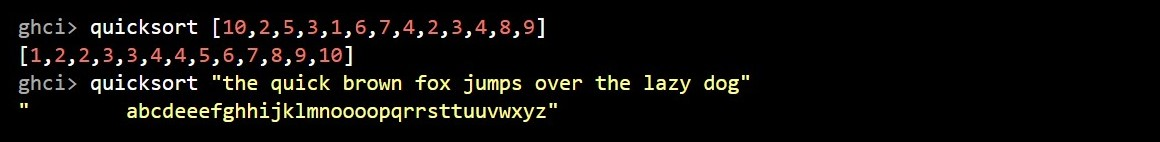 ghci> quicksort [10,2,5,3,1,6,7,4,2,3,4,8,9]
[1,2,2,3,3,4,4,5,6,7,8,9,10]
ghci> quicksort "the quick brown fox jumps over the lazy dog"
"        abcdeeefghhijklmnoooopqrrsttuuvwxyz"